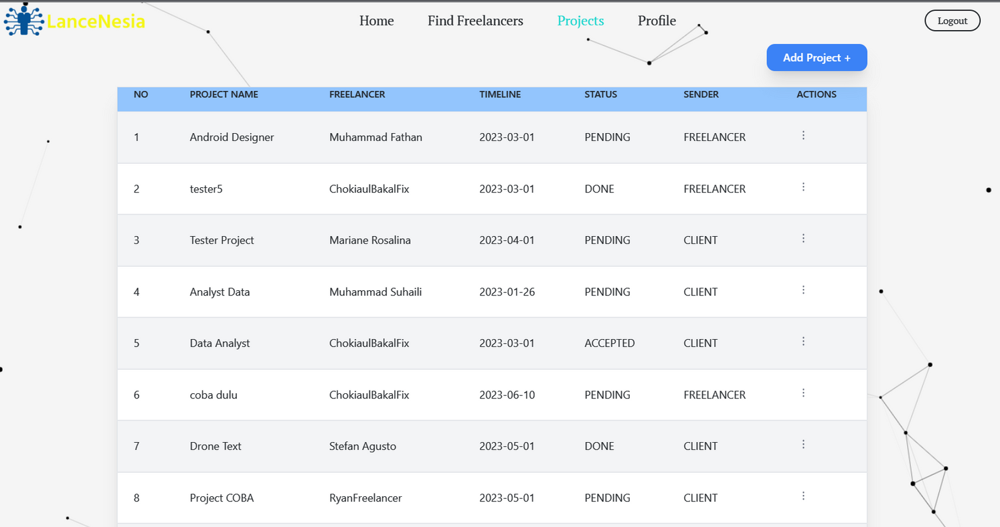 LanceNesia Home Find Freelancers Projects Profile Logout
Add Project +
NO PROJECT NAME FREELANCER TIMELINE STATUS SENDER ACTIONS
1 Android Designer Muhammad Fathan 2023-03-01 PENDING FREELANCER
2 tester5 ChokiaulBakalFix 2023-03-01 DONE FREELANCER
3 Tester Project Mariane Rosalina 2023-04-01 PENDING CLIENT
4 Analyst Data Muhammad Suhaili 2023-01-26 PENDING CLIENT
5 Data Analyst ChokiaulBakalFix 2023-03-01 ACCEPTED CLIENT
6 coba dulu ChokiaulBakalFix 2023-06-10 PENDING FREELANCER
7 Drone Text Stefan Agusto 2023-05-01 DONE CLIENT
8 Project COBA RyanFreelancer 2023-05-01 PENDING CLIENT